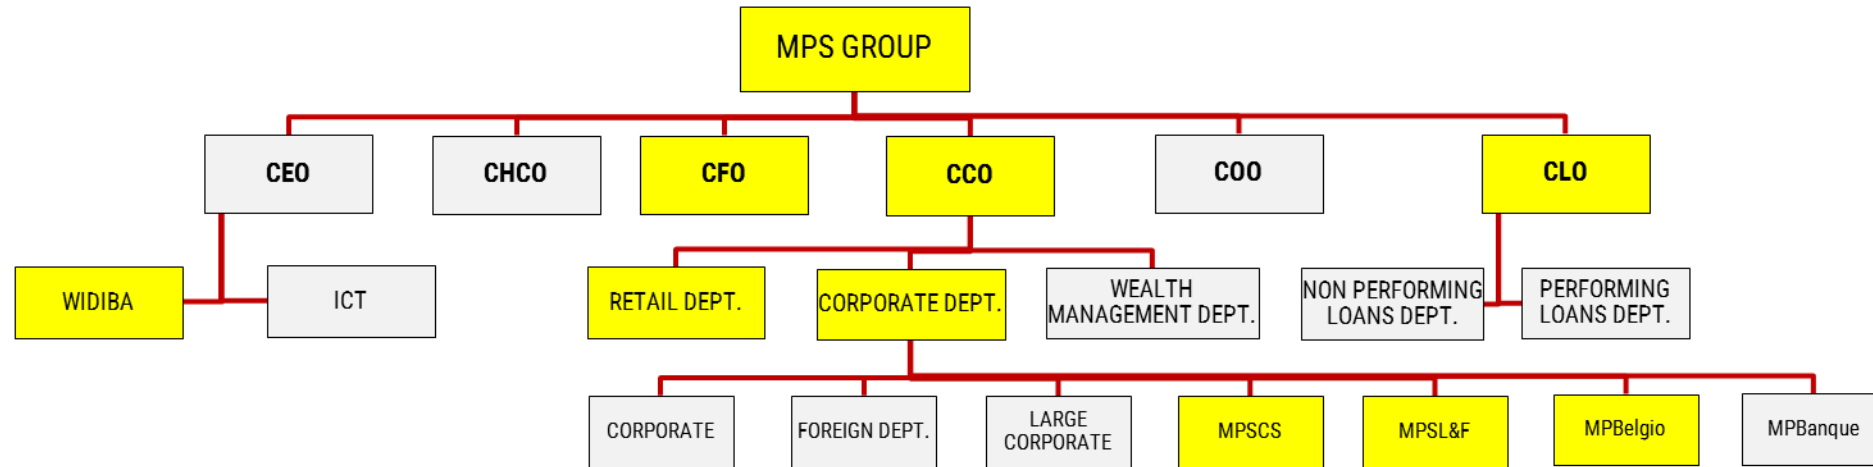 MPS GROUP
CEO
CHCO
CFO
CCO
COO
CLO
WIDIBA
ICT
RETAIL DEPT.
CORPORATE DEPT.
WEALTH
MANAGEMENT DEPT.
NON PERFORMING
LOANS DEPT.
PERFORMING
LOANS DEPT.
CORPORATE
FOREIGN DEPT.
LARGE
CORPORATE
MPSCS
MPSL&F
MPBelgio
MPBanque